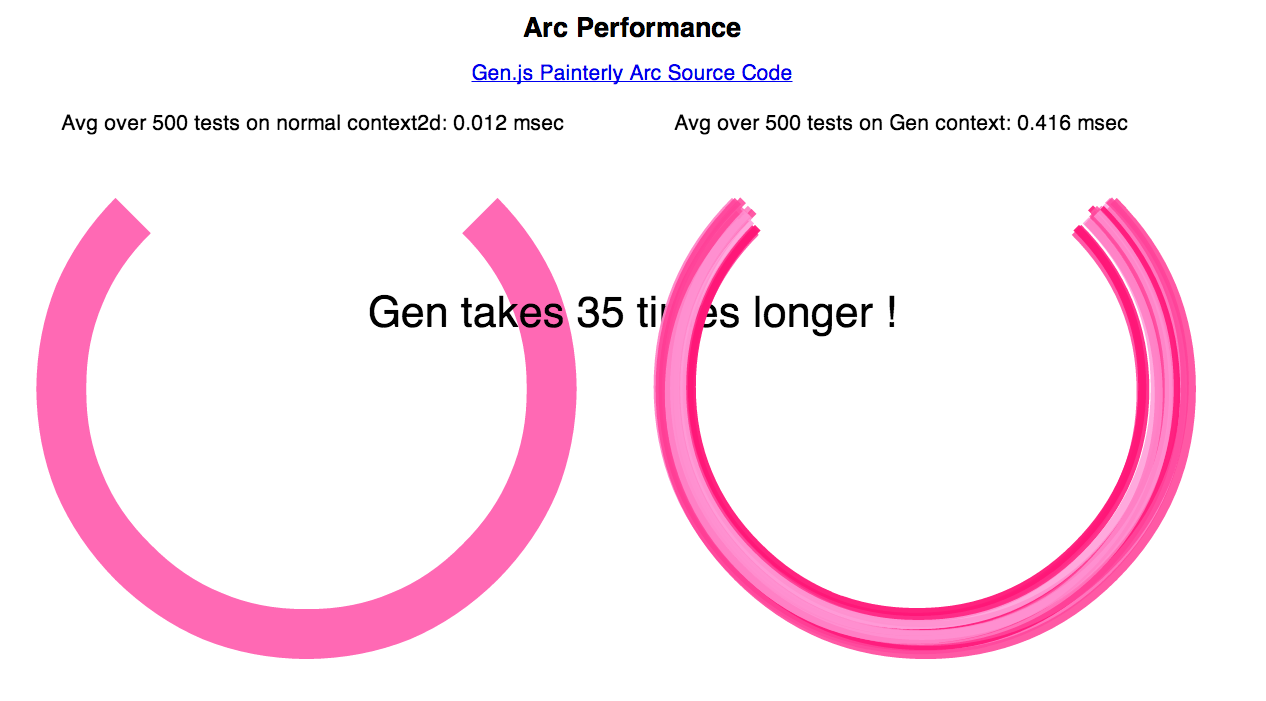 Arc Performance
Gen.js Painterly Arc Source Code
Avg over 500 tests on normal context2d: 0.012 msec
Avg over 500 tests on Gen context: 0.416 msec
Gen takes 35 times longer !